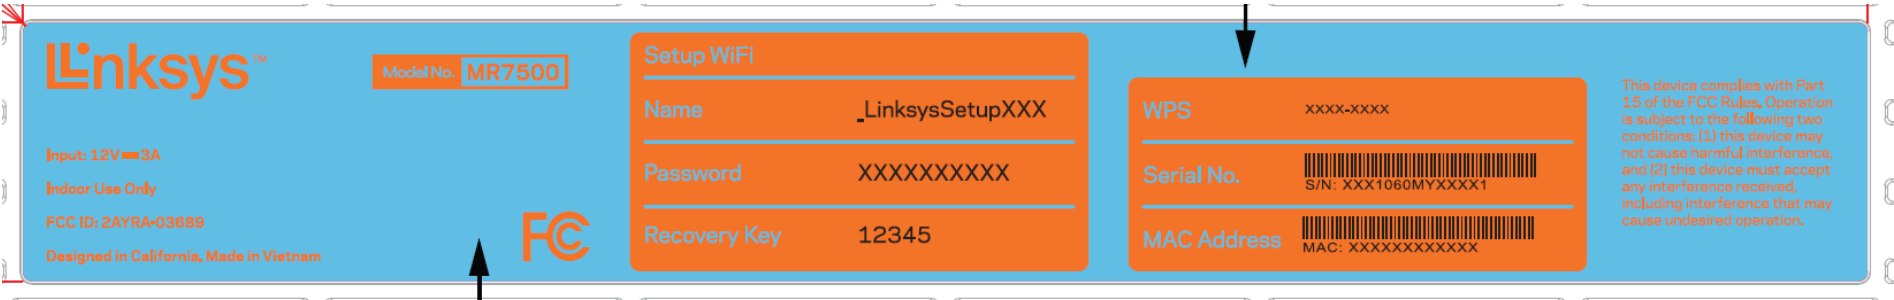 Linksys™
Model No. MR7500
Input: 12V⎓3A
Indoor Use Only
FCC ID: 2AYRA-03689
Designed in California, Made in Vietnam
FC
Setup WiFi
Name _LinksysSetupXXX
Password XXXXXXXXXX
Recovery Key 12345
WPS XXXX-XXXX
Serial No.
S/N: XXX1060MYXXXX1
MAC Address
MAC: XXXXXXXXXXXX
This device complies with Part
15 of the FCC Rules. Operation
is subject to the following two
conditions: (1) this device may
not cause harmful interference,
and (2) this device must accept
any interference received,
including interference that may
cause undesired operation.